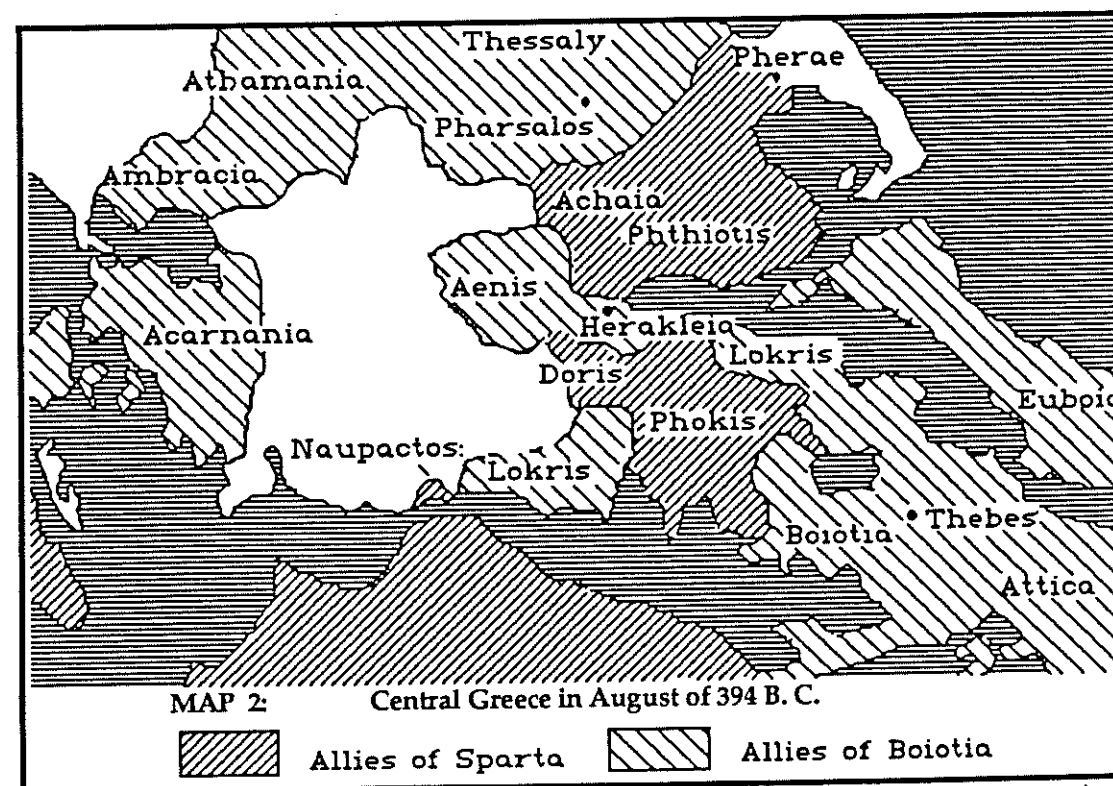 Thessaly
Pherae
Athamania
Pharsalos
Ambracia
Achaia
Phthiotis
Aenis
Herakleia
Acarnania
Lokris
Doris
Euboia
Phokis
Naupactos
Lokris
Thebes
Boiotia
Attica
MAP 2: Central Greece in August of 394 B. C.
Allies of Sparta
Allies of Boiotia